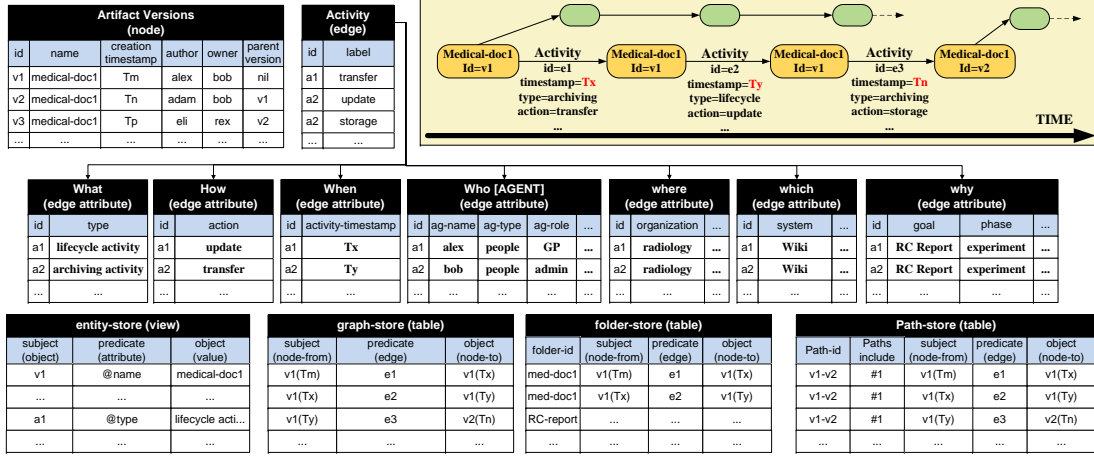 Artifact Versions
(node)
id name creation timestamp author owner parent version
v1 medical-doc1 Tm alex bob nil
v2 medical-doc1 Tn adam bob v1
v3 medical-doc1 Tp eli rex v2
... ... ... ... ... ...
Activity
(edge)
id label
a1 transfer
a2 update
a2 storage
... ...
Medical-doc1
Id=v1
Activity
id=e1
timestamp=Tx
type=archiving
action=transfer
...
Medical-doc1
Id=v1
Activity
id=e2
timestamp=Ty
type=lifecycle
action=update
...
Medical-doc1
Id=v1
Activity
id=e3
timestamp=Tn
type=archiving
action=storage
...
Medical-doc1
Id=v2
TIME
What
(edge attribute)
id type
a1 lifecycle activity
a2 archiving activity
... ...
How
(edge attribute)
id action
a1 update
a2 transfer
... ...
When
(edge attribute)
id activity-timestamp
a1 Tx
a2 Ty
... ...
Who [AGENT]
(edge attribute)
id ag-name ag-type ag-role ...
a1 alex people GP ...
a2 bob people admin ...
... ... ... ... ...
where
(edge attribute)
id organization ...
a1 radiology ...
a2 radiology ...
... ... ...
which
(edge attribute)
id system ...
a1 Wiki ...
a2 Wiki ...
... ... ...
why
(edge attribute)
id goal phase ...
a1 RC Report experiment ...
a2 RC Report experiment ...
... ... ... ...
entity-store (view)
subject (object) predicate (attribute) object (value)
v1 @name medical-doc1
... ... ...
a1 @type lifecycle acti...
... ... ...
graph-store (table)
subject (node-from) predicate (edge) object (node-to)
v1(Tm) e1 v1(Tx)
v1(Tx) e2 v1(Ty)
v1(Ty) e3 v2(Tn)
... ... ...
folder-store (table)
folder-id subject (node-from) predicate (edge) object (node-to)
med-doc1 v1(Tm) e1 v1(Tx)
med-doc1 v1(Tx) e2 v1(Ty)
RC-report ... ... ...
... ... ... ...
Path-store (table)
Path-id Paths include subject (node-from) predicate (edge) object (node-to)
v1-v2 #1 v1(Tm) e1 v1(Tx)
v1-v2 #1 v1(Tx) e2 v1(Ty)
v1-v2 #1 v1(Ty) e3 v2(Tn)
... ... ... ... ...